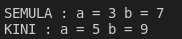 SEMULA : a = 3 b = 7
KINI : a = 5 b = 9